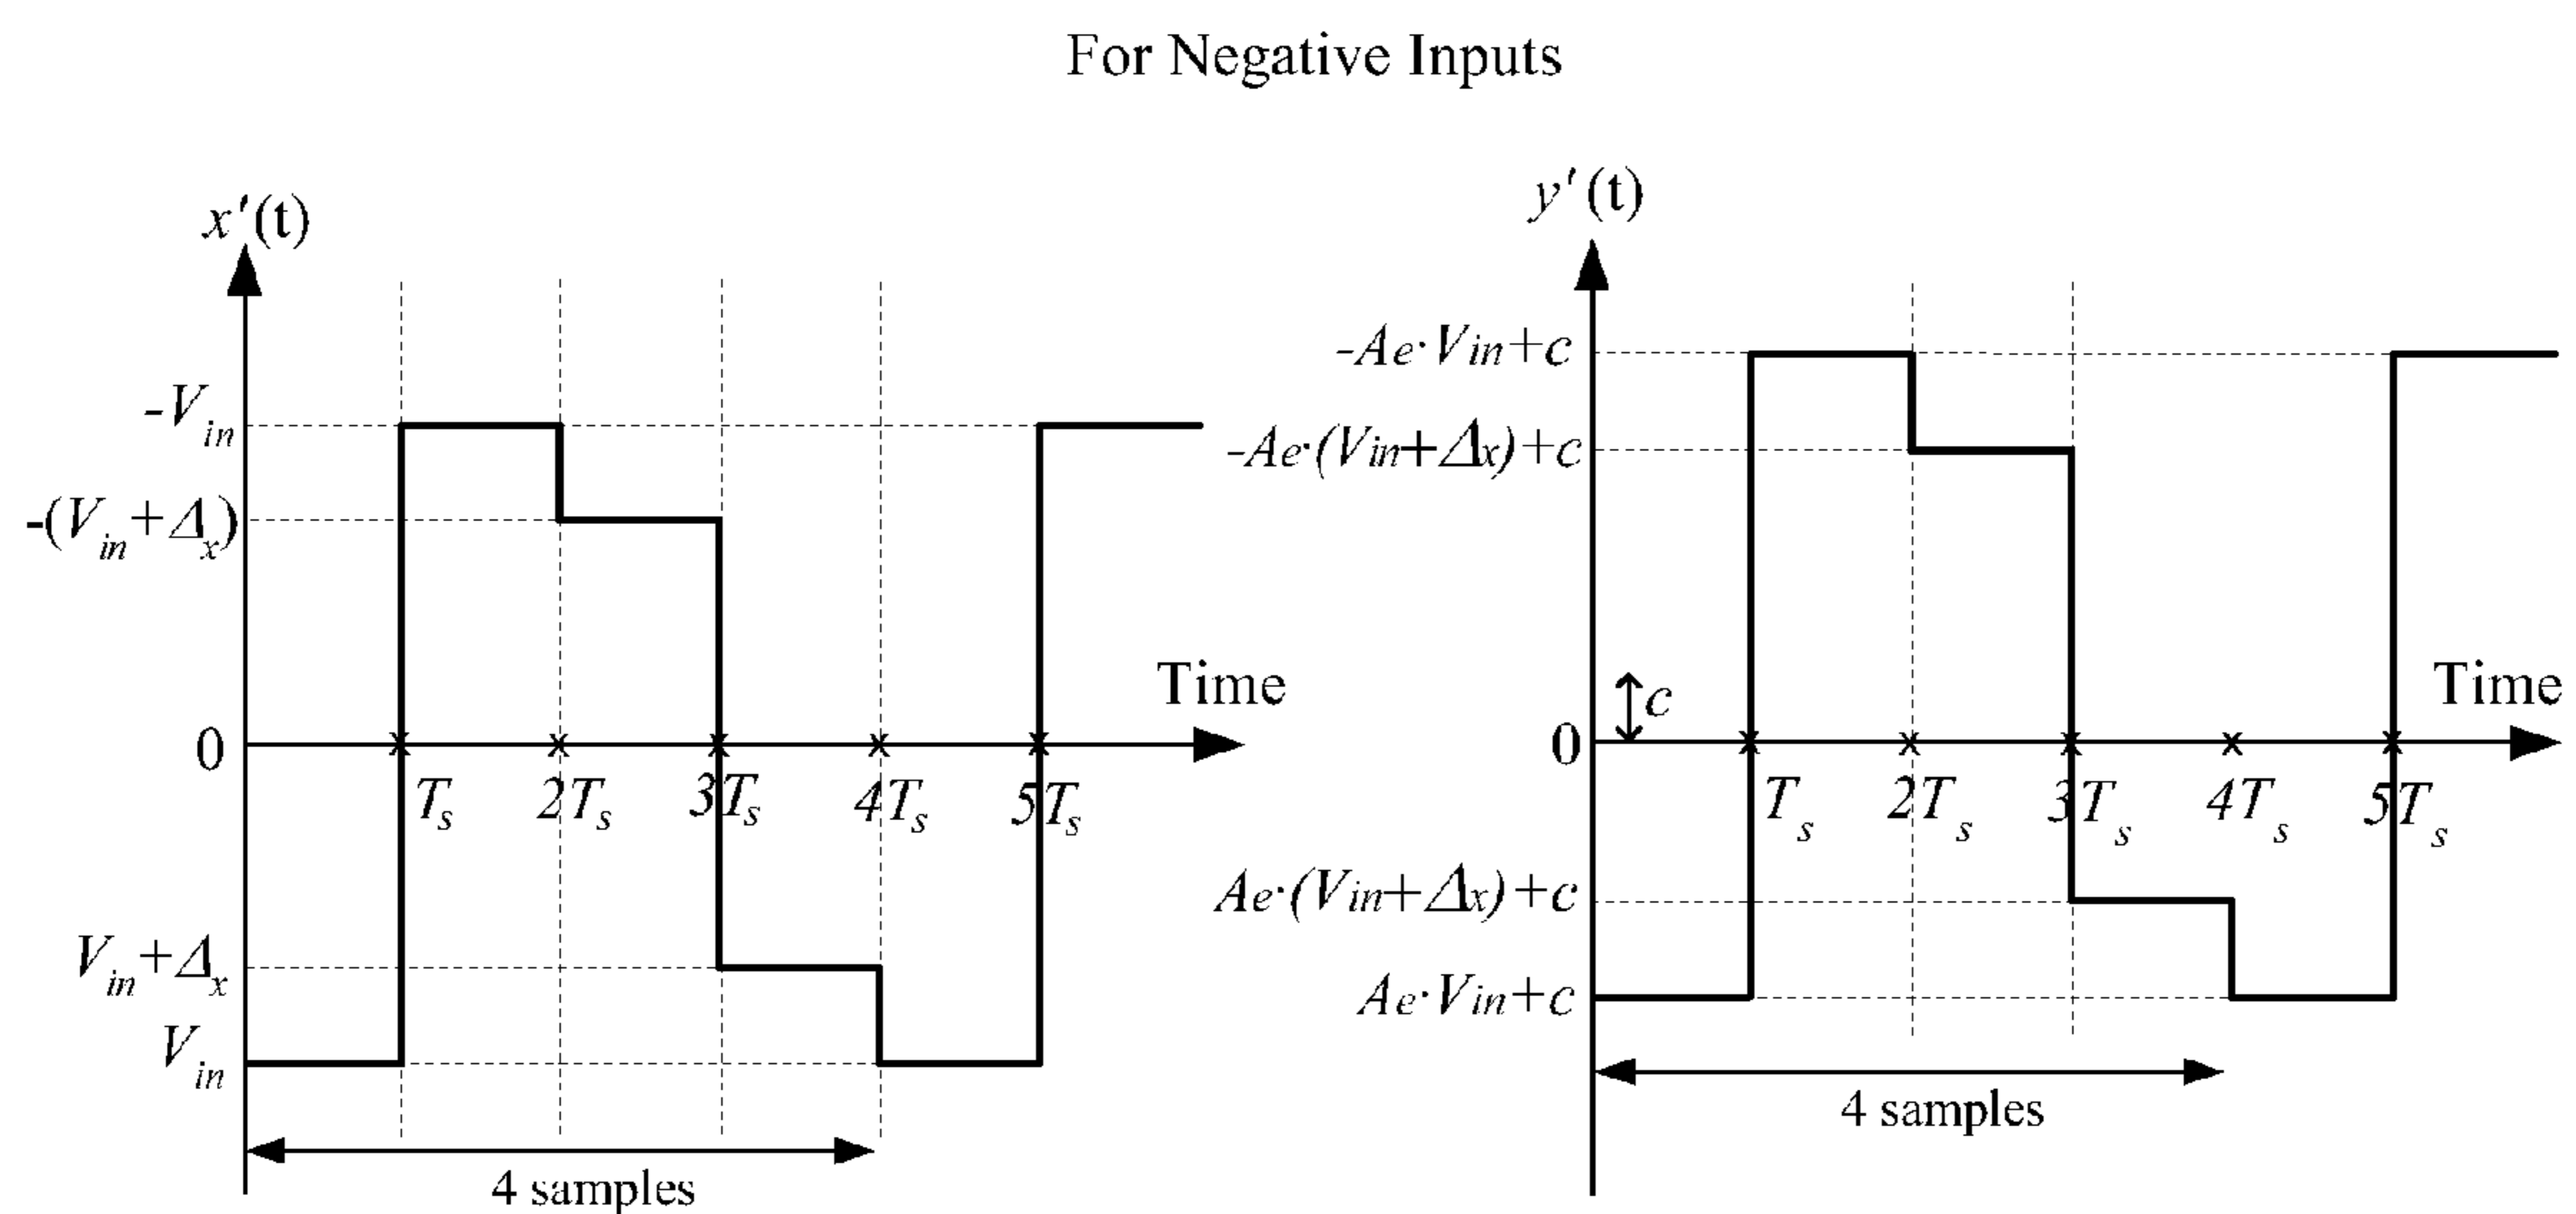 For Negative Inputs
x'(t)
-V_in
-(V_in+Δ_x)
0
V_in+Δ_x
V_in
T_s 2T_s 3T_s 4T_s 5T_s
Time
4 samples
y'(t)
-Ae·Vin+c
-Ae·(Vin+Δx)+c
c
0
Ae·(Vin+Δx)+c
Ae·Vin+c
T_s 2T_s 3T_s 4T_s 5T_s
Time
4 samples